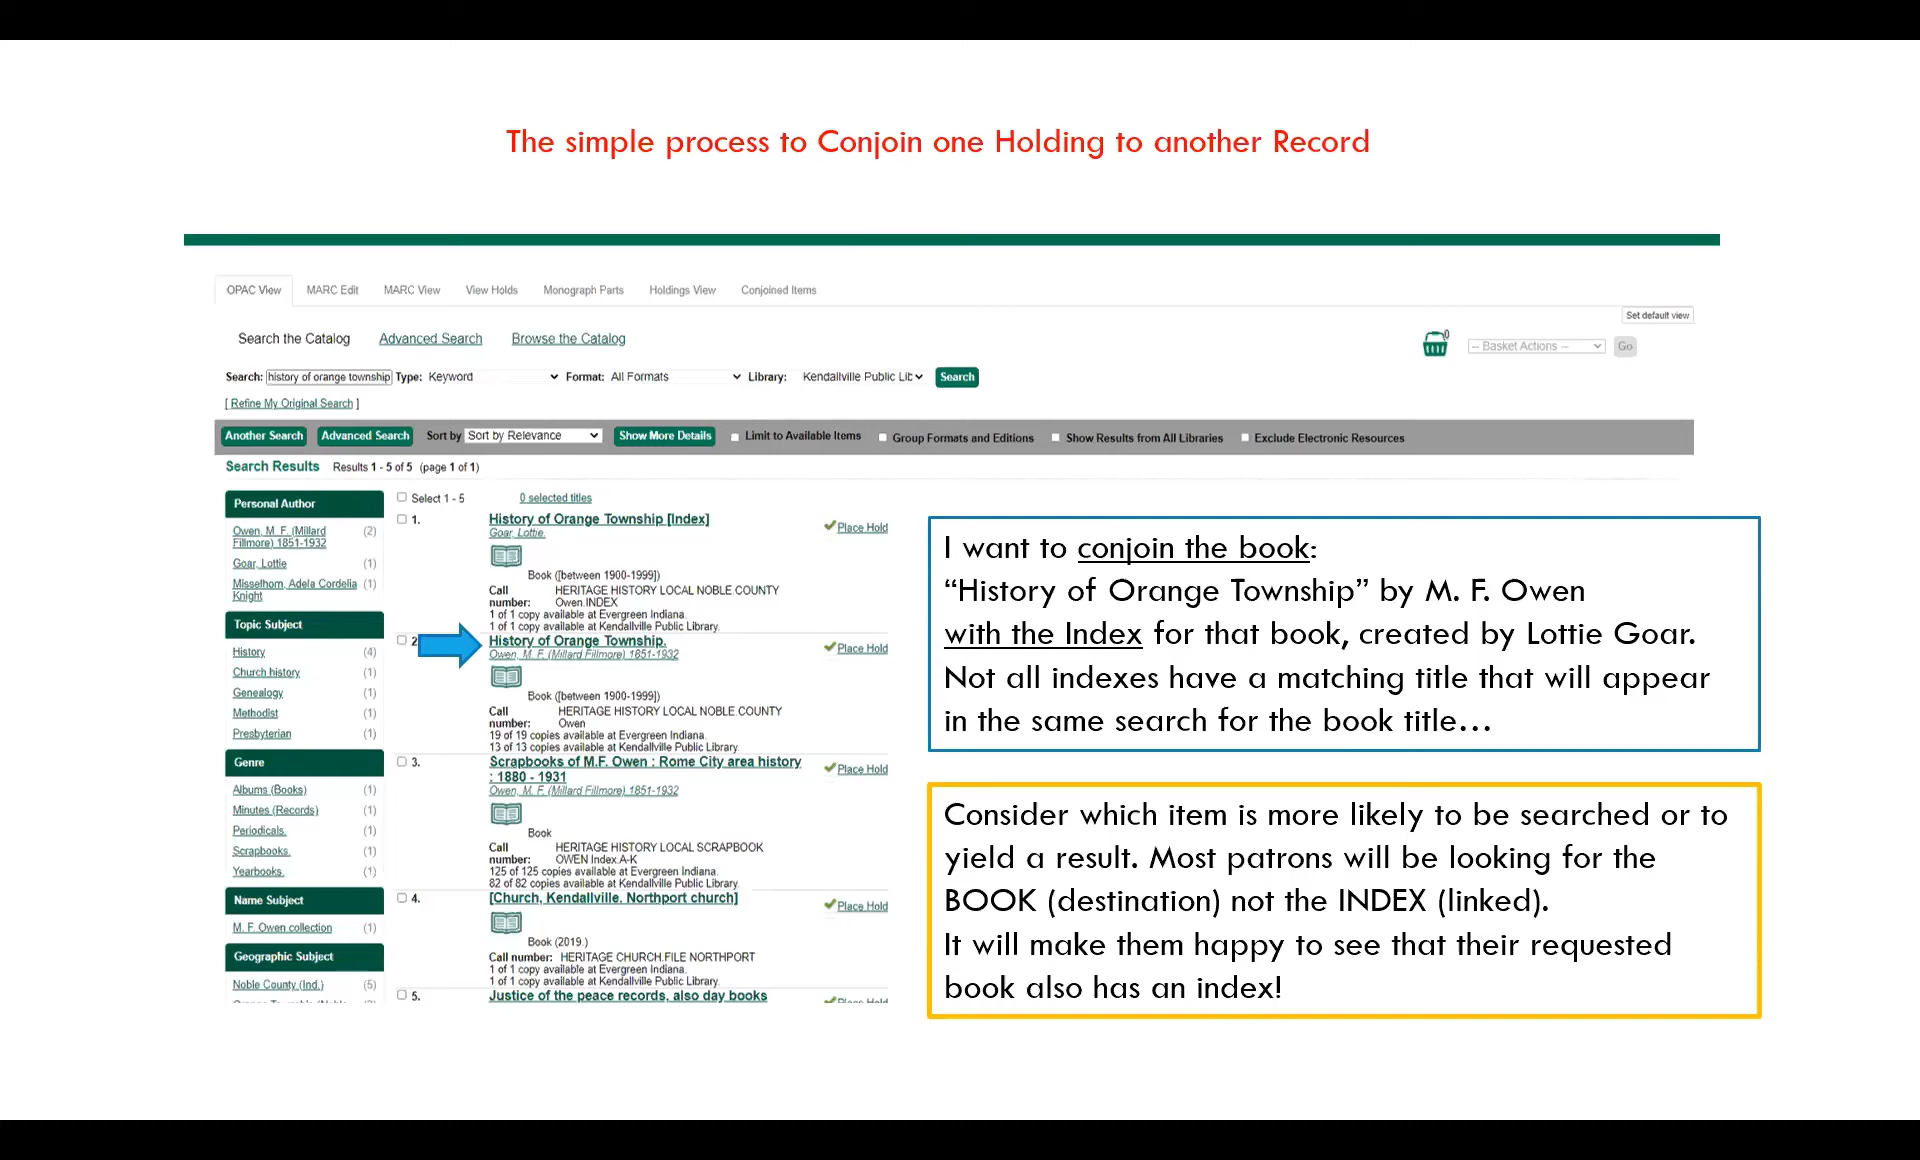 The simple process to Conjoin one Holding to another Record
OPAC View MARC Edit MARC View View Holds Monograph Parts Holdings View Conjoined Items
Set default view
Search the Catalog Advanced Search Browse the Catalog
0
-- Basket Actions -- Go
Search: history of orange township Type: Keyword Format: All Formats Library: Kendallville Public Lib Search
[ Refine My Original Search ]
Another Search Advanced Search Sort by Sort by Relevance Show More Details Limit to Available Items Group Formats and Editions Show Results from All Libraries Exclude Electronic Resources
Search Results Results 1 - 5 of 5 (page 1 of 1)
Personal Author
Owen, M. F. (Millard (2)
Fillmore) 1851-1932
Goar, Lottie (1)
Misselhorn, Adela Cordelia (1)
Knight
Topic Subject
History (4)
Church history (1)
Genealogy (1)
Methodist (1)
Presbyterian (1)
Genre
Albums (Books) (1)
Minutes (Records) (1)
Periodicals. (1)
Scrapbooks. (1)
Yearbooks. (1)
Name Subject
M. F. Owen collection (1)
Geographic Subject
Noble County (Ind.) (5)
Select 1 - 5 0 selected titles
1. History of Orange Township [Index] Place Hold
Goar, Lottie.
Book ([between 1900-1999])
Call HERITAGE HISTORY LOCAL NOBLE COUNTY
number: Owen.INDEX
1 of 1 copy available at Evergreen Indiana.
1 of 1 copy available at Kendallville Public Library.
2 History of Orange Township. Place Hold
Owen, M. F. (Millard Fillmore) 1851-1932
Book ([between 1900-1999])
Call HERITAGE HISTORY LOCAL NOBLE COUNTY
number: Owen
19 of 19 copies available at Evergreen Indiana.
13 of 13 copies available at Kendallville Public Library.
3. Scrapbooks of M.F. Owen : Rome City area history Place Hold
: 1880 - 1931
Owen, M. F. (Millard Fillmore) 1851-1932
Book
Call HERITAGE HISTORY LOCAL SCRAPBOOK
number: OWEN Index.A-K
125 of 125 copies available at Evergreen Indiana.
82 of 82 copies available at Kendallville Public Library.
4. [Church, Kendallville. Northport church] Place Hold
Book (2019.)
Call number: HERITAGE CHURCH.FILE NORTHPORT
1 of 1 copy available at Evergreen Indiana.
1 of 1 copy available at Kendallville Public Library.
5. Justice of the peace records, also day books Place Hold
I want to conjoin the book:
“History of Orange Township” by M. F. Owen
with the Index for that book, created by Lottie Goar.
Not all indexes have a matching title that will appear
in the same search for the book title…
Consider which item is more likely to be searched or to
yield a result. Most patrons will be looking for the
BOOK (destination) not the INDEX (linked).
It will make them happy to see that their requested
book also has an index!